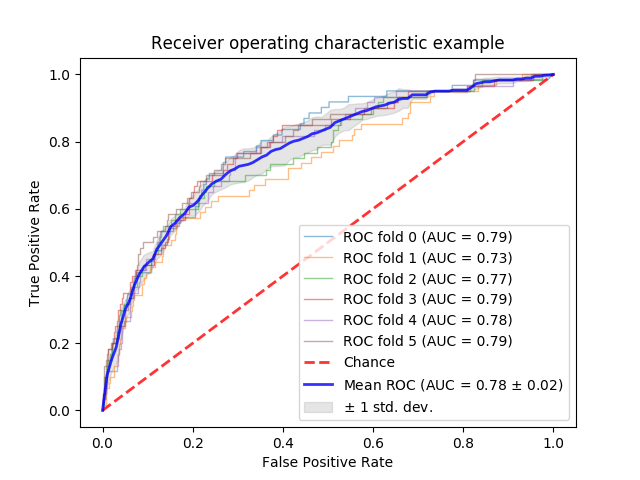 Receiver operating characteristic example
True Positive Rate
1.0
0.8
0.6
0.4
0.2
0.0
ROC fold 0 (AUC = 0.79)
ROC fold 1 (AUC = 0.73)
ROC fold 2 (AUC = 0.77)
ROC fold 3 (AUC = 0.79)
ROC fold 4 (AUC = 0.78)
ROC fold 5 (AUC = 0.79)
Chance
Mean ROC (AUC = 0.78 ± 0.02)
± 1 std. dev.
0.0 0.2 0.4 0.6 0.8 1.0
False Positive Rate